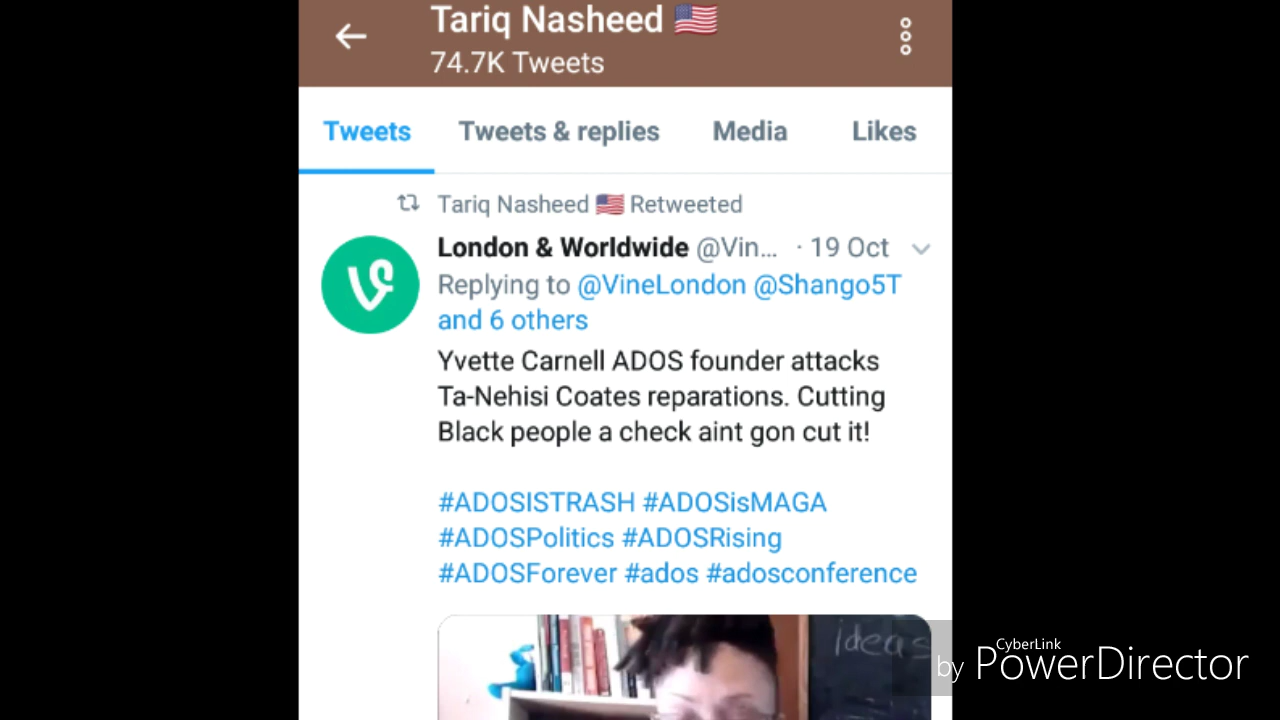 Tariq Nasheed 🇺🇸
74.7K Tweets
Tweets Tweets & replies Media Likes
Tariq Nasheed 🇺🇸 Retweeted
London & Worldwide @Vin... · 19 Oct
Replying to @VineLondon @Shango5T
and 6 others
Yvette Carnell ADOS founder attacks
Ta-Nehisi Coates reparations. Cutting
Black people a check aint gon cut it!
#ADOSISTRASH #ADOSisMAGA
#ADOSPolitics #ADOSRising
#ADOSForever #ados #adosconference
ideas
CyberLink
by PowerDirector